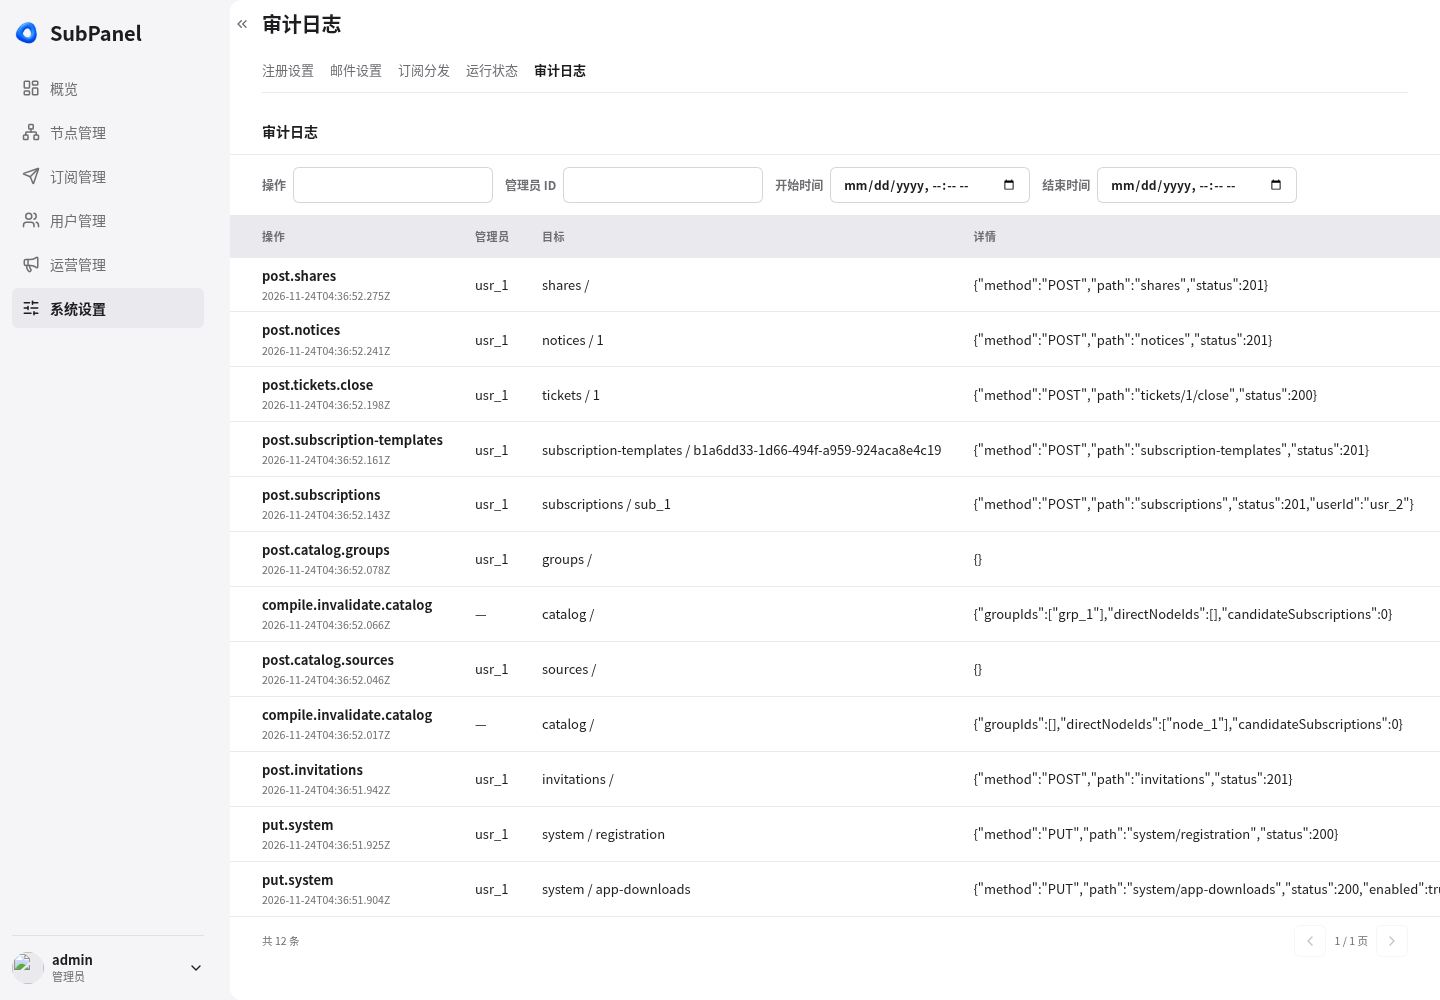 SubPanel
概览
节点管理
订阅管理
用户管理
运营管理
系统设置
admin
管理员
审计日志
注册设置 邮件设置 订阅分发 运行状态 审计日志
审计日志
操作 管理员 ID 开始时间 mm/dd/yyyy, --:-- -- 结束时间 mm/dd/yyyy, --:-- --
操作 管理员 目标 详情
post.shares
2026-11-24T04:36:52.275Z
usr_1 shares / {"method":"POST","path":"shares","status":201}
post.notices
2026-11-24T04:36:52.241Z
usr_1 notices / 1 {"method":"POST","path":"notices","status":201}
post.tickets.close
2026-11-24T04:36:52.198Z
usr_1 tickets / 1 {"method":"POST","path":"tickets/1/close","status":200}
post.subscription-templates
2026-11-24T04:36:52.161Z
usr_1 subscription-templates / b1a6dd33-1d66-494f-a959-924aca8e4c19 {"method":"POST","path":"subscription-templates","status":201}
post.subscriptions
2026-11-24T04:36:52.143Z
usr_1 subscriptions / sub_1 {"method":"POST","path":"subscriptions","status":201,"userId":"usr_2"}
post.catalog.groups
2026-11-24T04:36:52.078Z
usr_1 groups / {}
compile.invalidate.catalog
2026-11-24T04:36:52.066Z
— catalog / {"groupIds":["grp_1"],"directNodeIds":[],"candidateSubscriptions":0}
post.catalog.sources
2026-11-24T04:36:52.046Z
usr_1 sources / {}
compile.invalidate.catalog
2026-11-24T04:36:52.017Z
— catalog / {"groupIds":[],"directNodeIds":["node_1"],"candidateSubscriptions":0}
post.invitations
2026-11-24T04:36:51.942Z
usr_1 invitations / {"method":"POST","path":"invitations","status":201}
put.system
2026-11-24T04:36:51.925Z
usr_1 system / registration {"method":"PUT","path":"system/registration","status":200}
put.system
2026-11-24T04:36:51.904Z
usr_1 system / app-downloads {"method":"PUT","path":"system/app-downloads","status":200,"enabled":tr
共 12 条
1 / 1 页